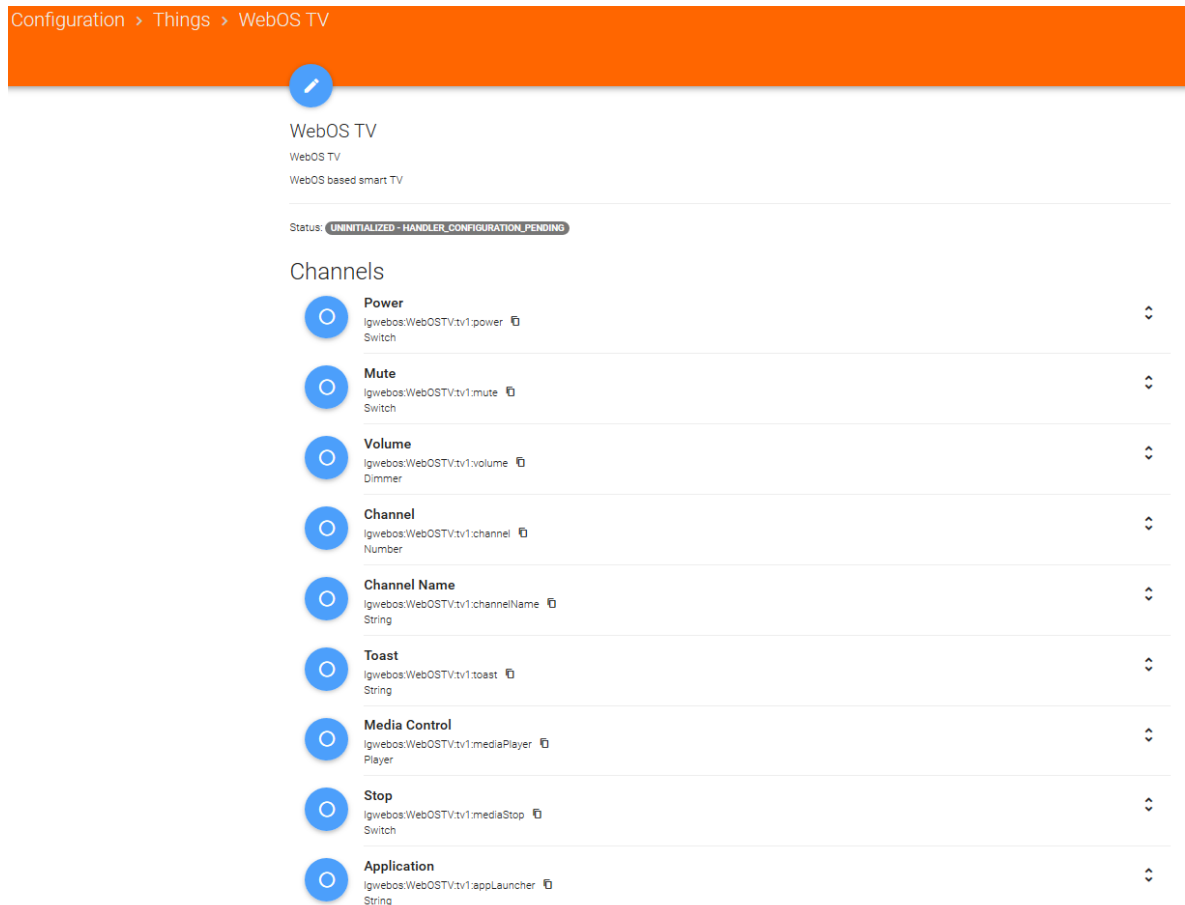 Configuration > Things > WebOS TV
WebOS TV
WebOS TV
WebOS based smart TV
Status: UNINITIALIZED - HANDLER_CONFIGURATION_PENDING
Channels
Power
lgwebos:WebOSTV:tv1:power
Switch
Mute
lgwebos:WebOSTV:tv1:mute
Switch
Volume
lgwebos:WebOSTV:tv1:volume
Dimmer
Channel
lgwebos:WebOSTV:tv1:channel
Number
Channel Name
lgwebos:WebOSTV:tv1:channelName
String
Toast
lgwebos:WebOSTV:tv1:toast
String
Media Control
lgwebos:WebOSTV:tv1:mediaPlayer
Player
Stop
lgwebos:WebOSTV:tv1:mediaStop
Switch
Application
lgwebos:WebOSTV:tv1:appLauncher
String